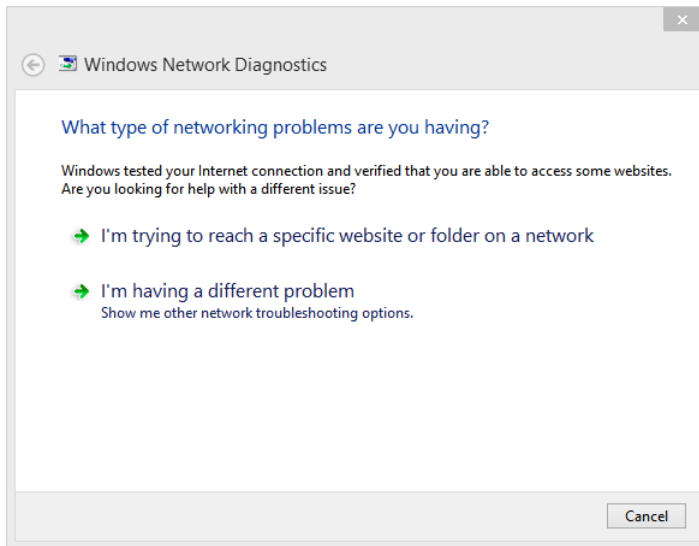 Windows Network Diagnostics
What type of networking problems are you having?
Windows tested your Internet connection and verified that you are able to access some websites.
Are you looking for help with a different issue?
I'm trying to reach a specific website or folder on a network
I'm having a different problem
Show me other network troubleshooting options.
Cancel